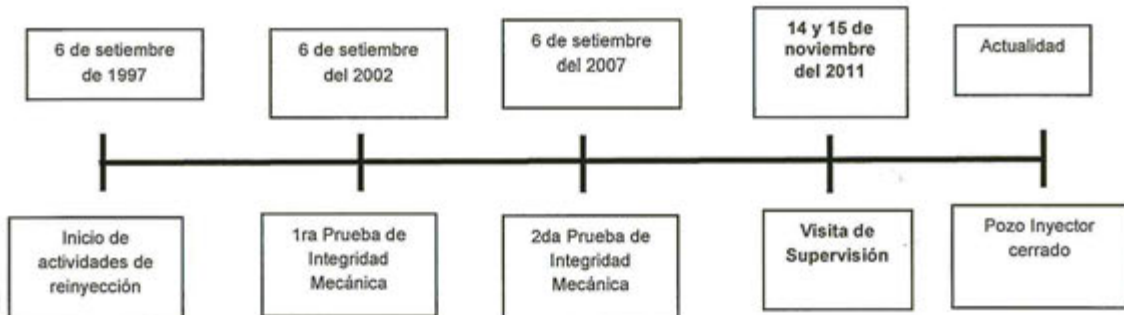 6 de setiembre
de 1997
6 de setiembre
del 2002
6 de setiembre
del 2007
14 y 15 de
noviembre
del 2011
Actualidad
Inicio de
actividades de
reinyección
1ra Prueba de
Integridad
Mecánica
2da Prueba de
Integridad
Mecánica
Visita de
Supervisión
Pozo Inyector
cerrado